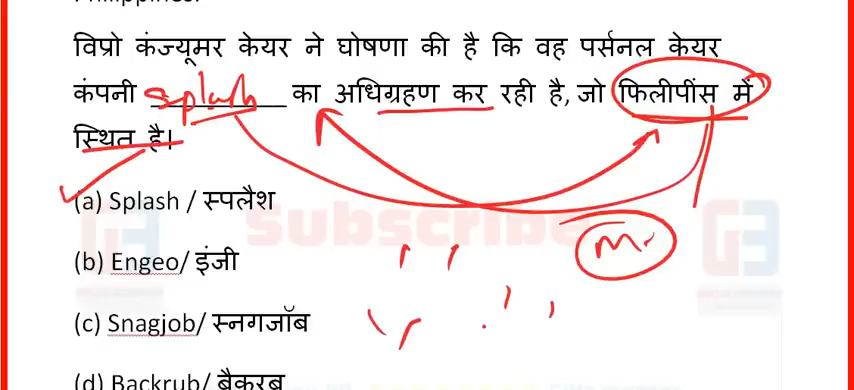 Philippines.
विप्रो कंज्यूमर केयर ने घोषणा की है कि वह पर्सनल केयर
कंपनी splash का अधिग्रहण कर रही है, जो फिलीपींस में
स्थित है।
(a) Splash / स्पलैश
Subscribe
m.
(b) Engeo/ इंजी
(c) Snagjob/ स्नगजॉब
(d) Backrub/ बैकरब